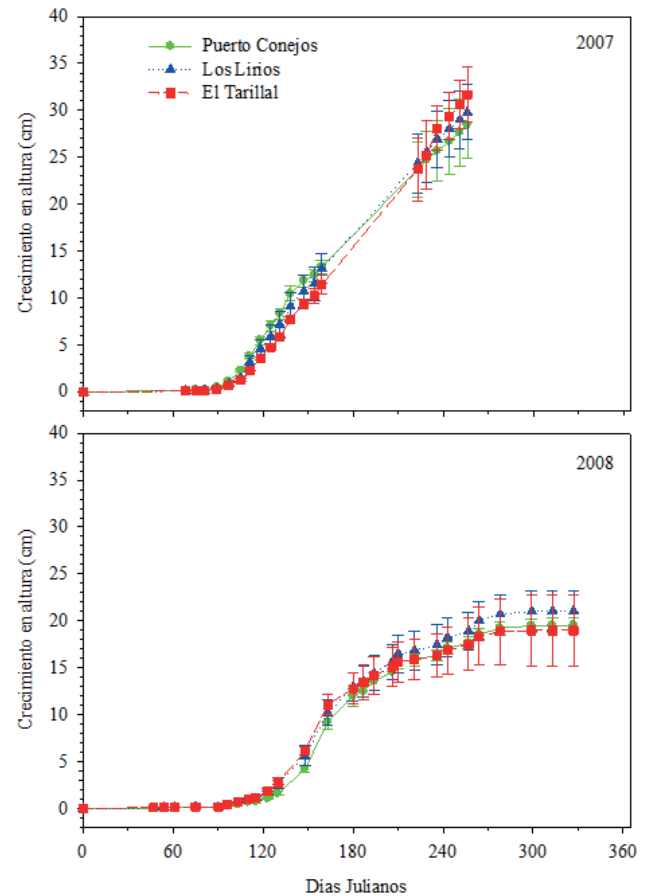 40
35
30
25
20
15
10
5
0
Crecimiento en altura (cm)
Puerto Conejos
Los Lirios
El Tarillal
2007
40
35
30
25
20
15
10
5
0
Crecimiento en altura (cm)
2008
0 60 120 180 240 300 360
Días Julianos